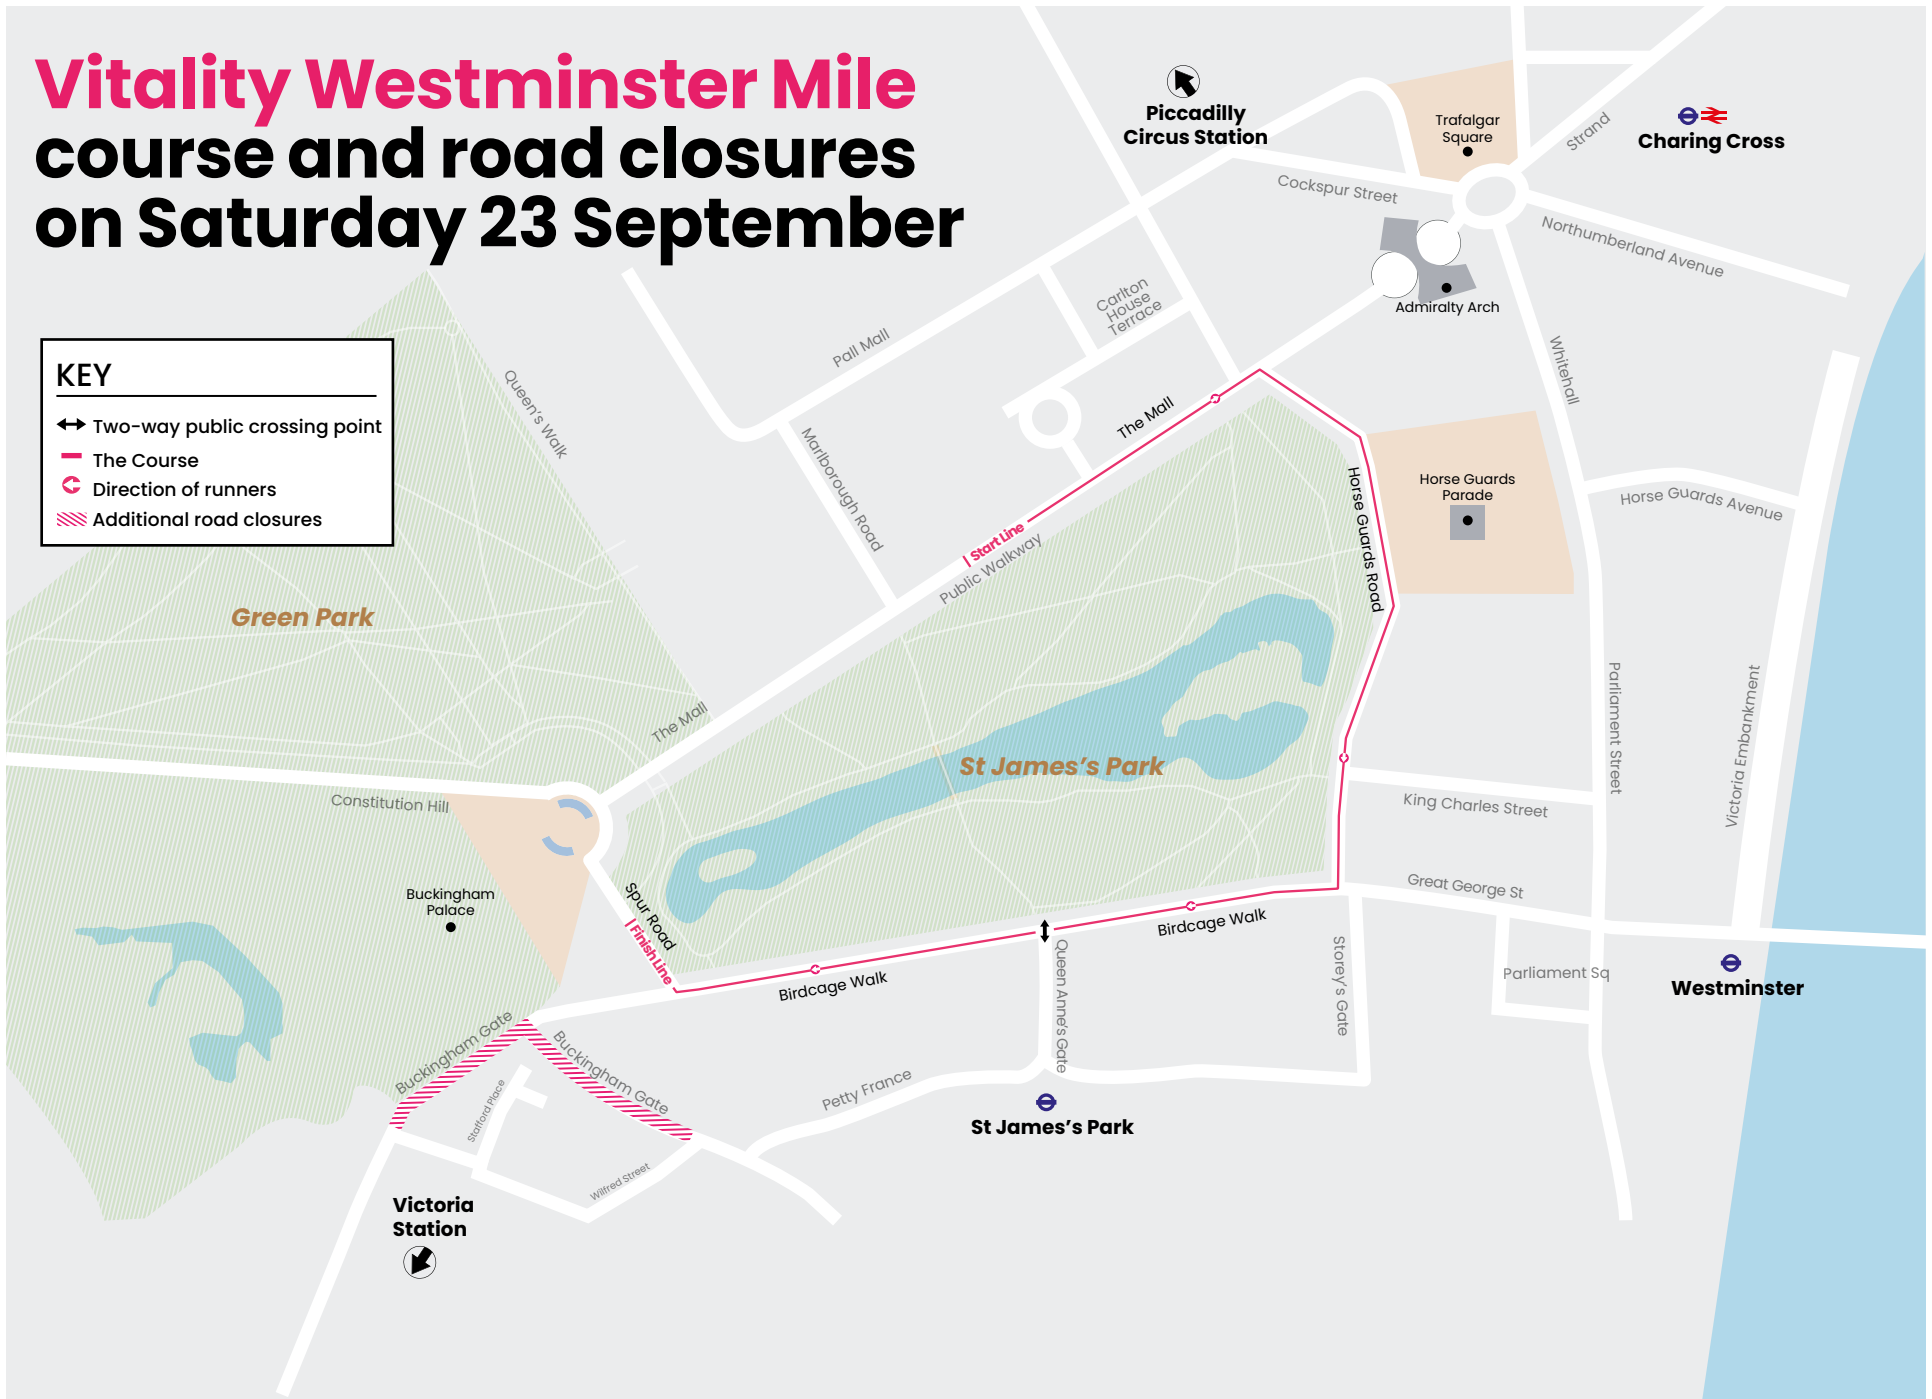 Vitality Westminster Mile
course and road closures
on Saturday 23 September
Piccadilly
Circus Station
Trafalgar
Square
Strand
Charing Cross
Cockspur Street
Northumberland Avenue
Admiralty Arch
Carlton
House
Terrace
Pall Mall
Whitehall
KEY
Two-way public crossing point
The Course
Direction of runners
Additional road closures
Queen's Walk
The Mall
Marlborough Road
Horse Guards
Parade
Horse Guards Avenue
Horse Guards Road
Start Line
Public Walkway
Green Park
The Mall
St James's Park
Parliament Street
Victoria Embankment
Constitution Hill
King Charles Street
Buckingham
Palace
Spur Road
Finish Line
Great George St
Birdcage Walk
Birdcage Walk
Queen Anne's Gate
Storey's Gate
Parliament Sq
Westminster
Buckingham Gate
Buckingham Gate
Stafford Place
Petty France
St James's Park
Wilfred Street
Victoria
Station